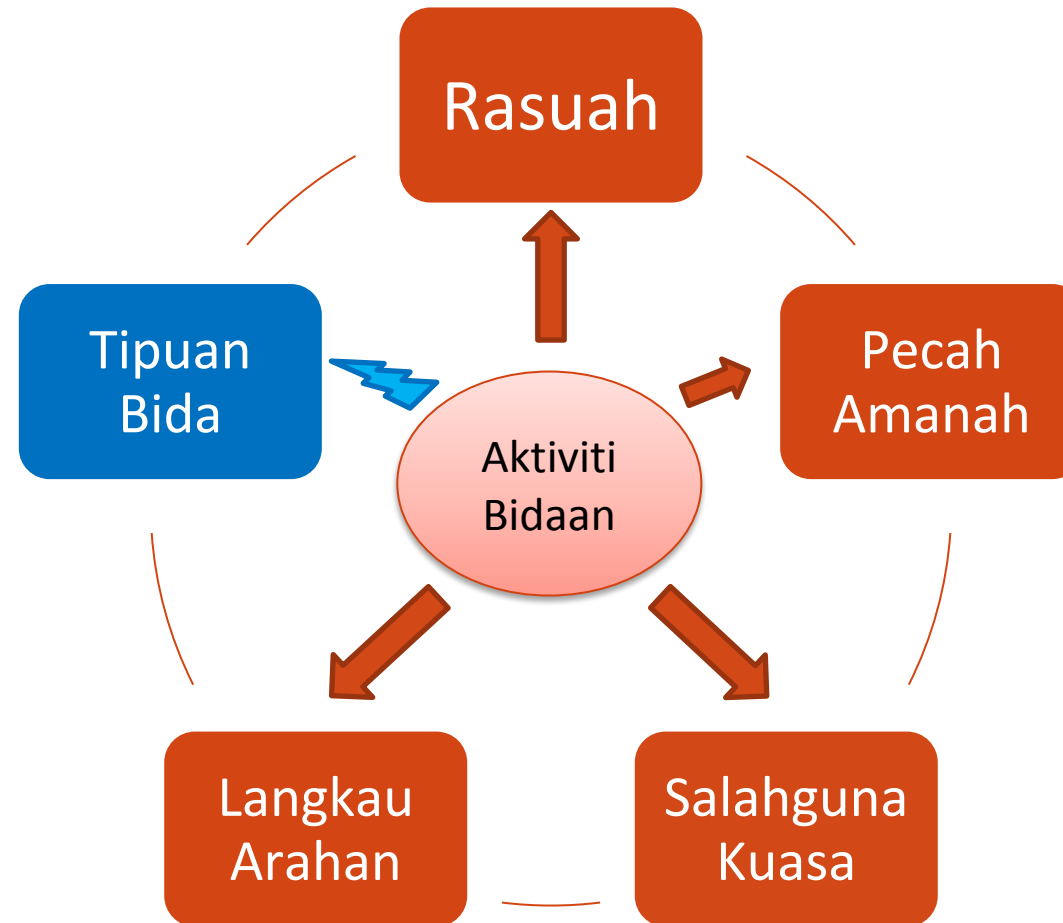 Rasuah
Tipuan
Bida
Pecah
Amanah
Aktiviti
Bidaan
Langkau
Arahan
Salahguna
Kuasa